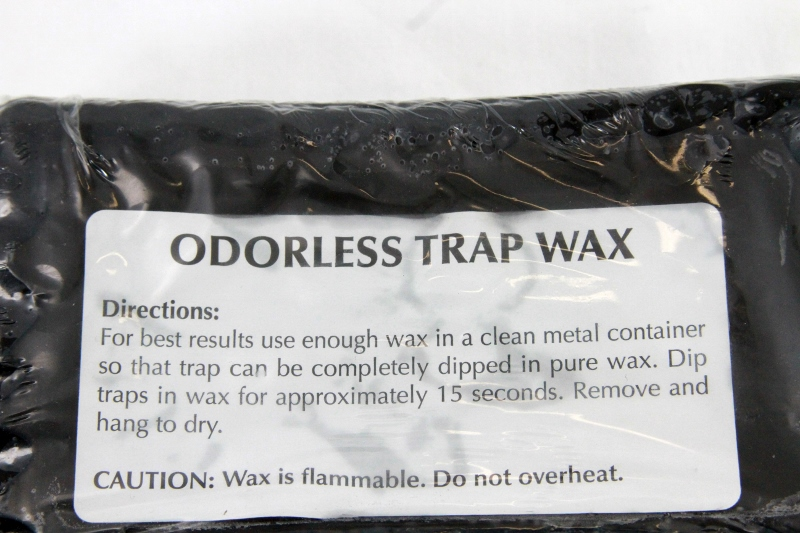 ODORLESS TRAP WAX
Directions:
For best results use enough wax in a clean metal container
so that trap can be completely dipped in pure wax. Dip
traps in wax for approximately 15 seconds. Remove and
hang to dry.
CAUTION: Wax is flammable. Do not overheat.